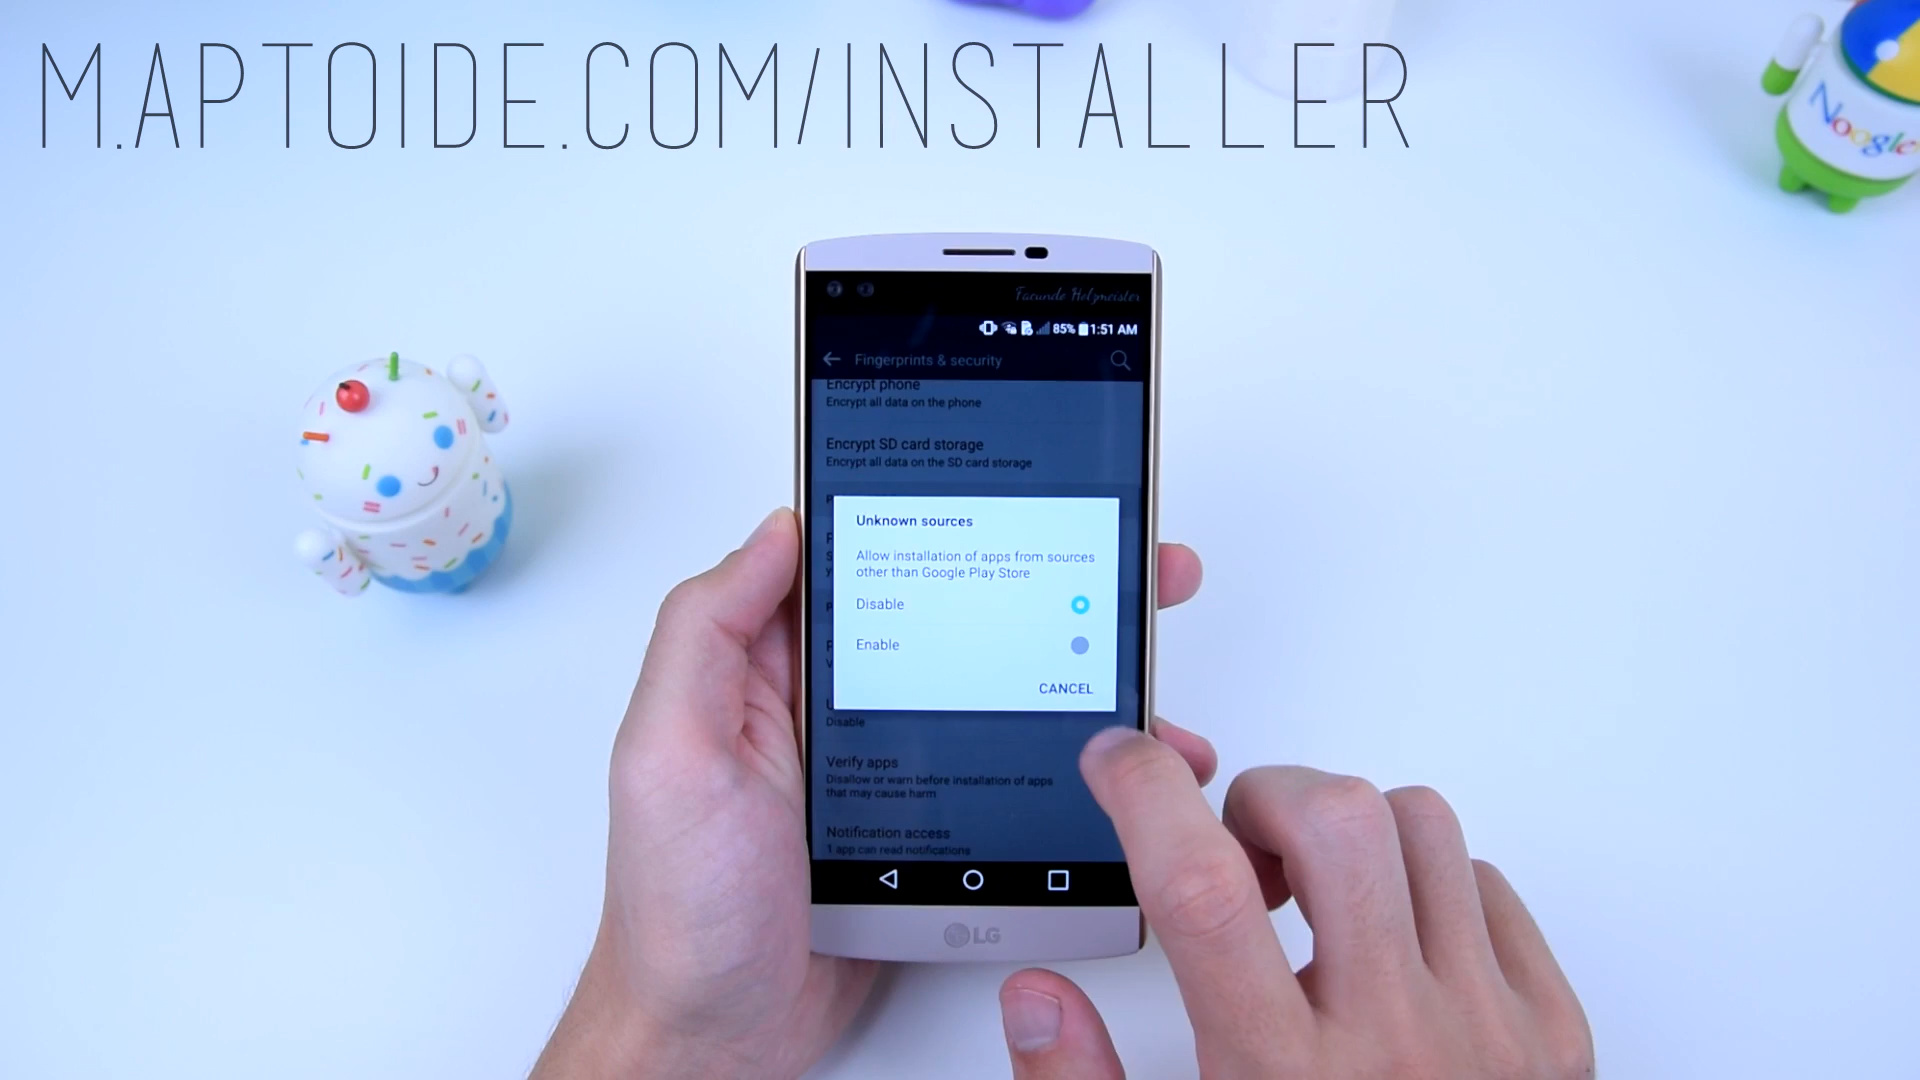 M.APTOIDE.COM/INSTALLER
Noogle
Facundo Holzmeister
85% 1:51 AM
Fingerprints & security
Encrypt phone
Encrypt all data on the phone
Encrypt SD card storage
Encrypt all data on the SD card storage
Unknown sources
Allow installation of apps from sources
other than Google Play Store
Disable
Enable
CANCEL
Disable
Verify apps
Disallow or warn before installation of apps
that may cause harm
Notification access
1 app can read notifications
LG